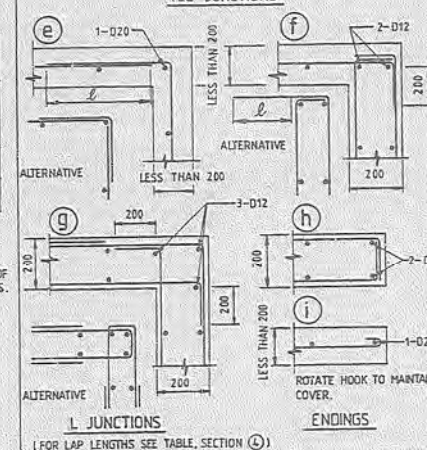 e
1-D20
LESS THAN 200
f
2-D12
200
ℓ
ALTERNATIVE
LESS THAN 200
ℓ
ALTERNATIVE
200
g
200
3-D12
200
200
ALTERNATIVE
200
h
200
i
LESS THAN 200
ROTATE HOOK TO MAINTA
COVER.
L JUNCTIONS
ENDINGS
(FOR LAP LENGTHS SEE TABLE, SECTION 4)